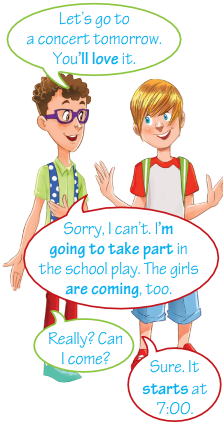 Let's go to
a concert tomorrow.
You'll love it.
Sorry, I can't. I'm
going to take part in
the school play. The girls
are coming, too.
Really? Can
I come?
Sure. It
starts at
7:00.